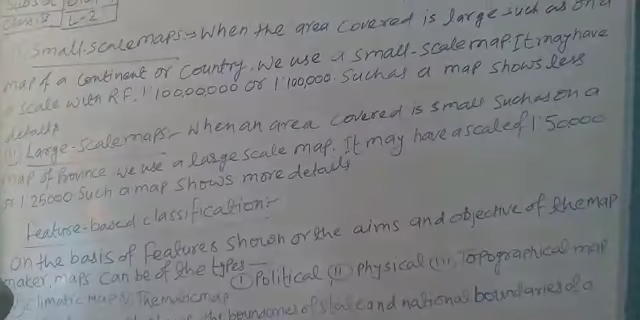 L-2
Small-scale maps:- When the area covered is large such as on a
map of a continent or country, we use a small-scale map. It may have
a scale with R.F. 1:100,00,000 or 1:100,000. Such as a map shows less
details
(ii) Large-scale maps:- When an area covered is small such as on a
map of Province we use a large scale map. It may have a scale of 1:50000
or 1:25000 Such a map shows more details
Feature-based classification:-
On the basis of features shown or the aims and objective of the map
maker, maps can be of the types— (i) Political (ii) Physical (iii) Topographical map
Climatic map Thematic map
the boundaries of state and national boundaries of a